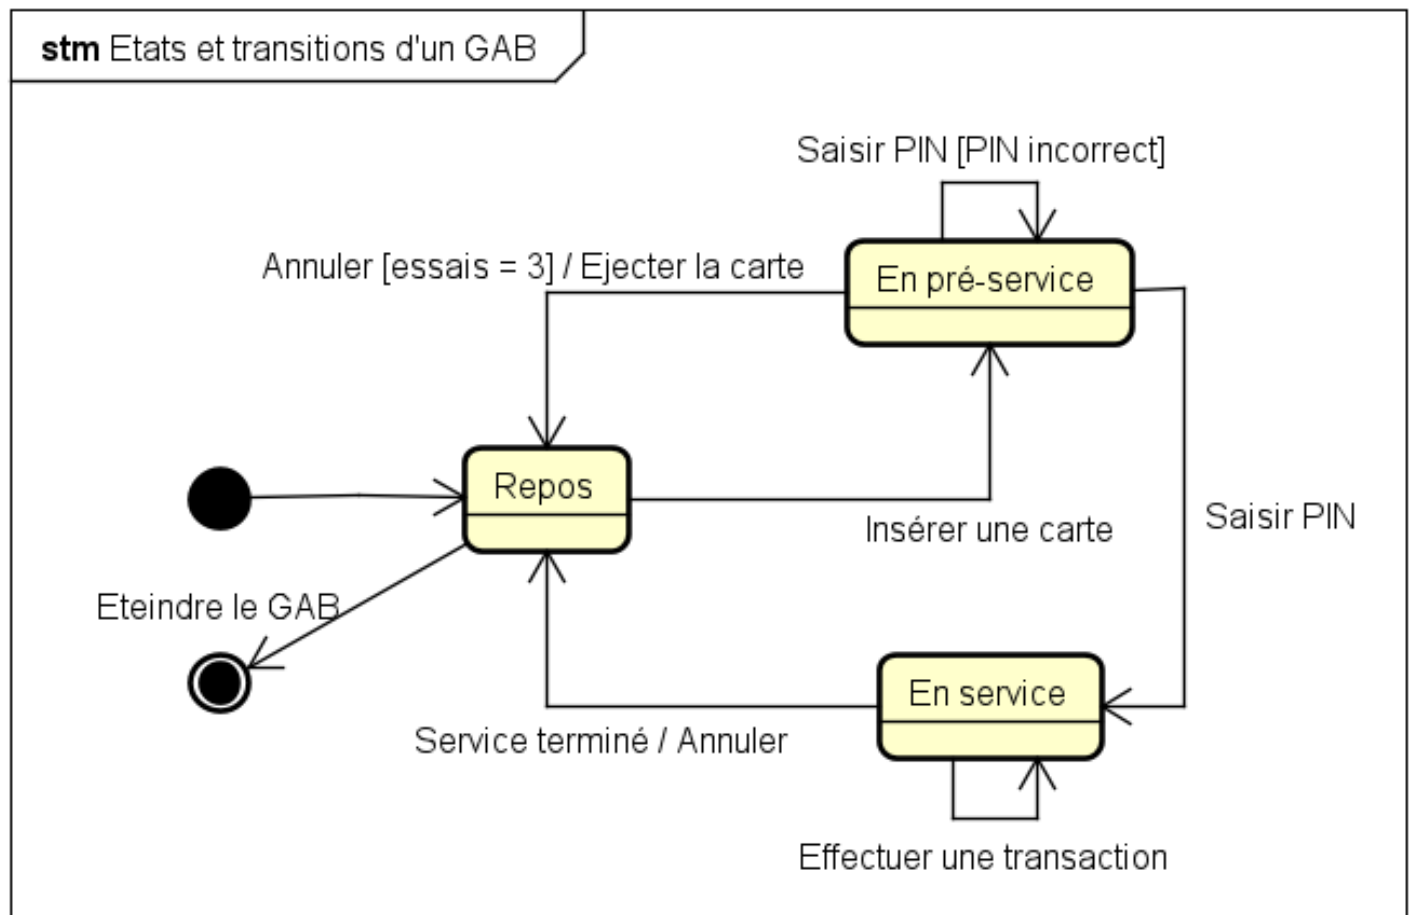 stm Etats et transitions d'un GAB
Saisir PIN [PIN incorrect]
Annuler [essais = 3] / Ejecter la carte
En pré-service
Repos
Insérer une carte
Saisir PIN
Eteindre le GAB
En service
Service terminé / Annuler
Effectuer une transaction